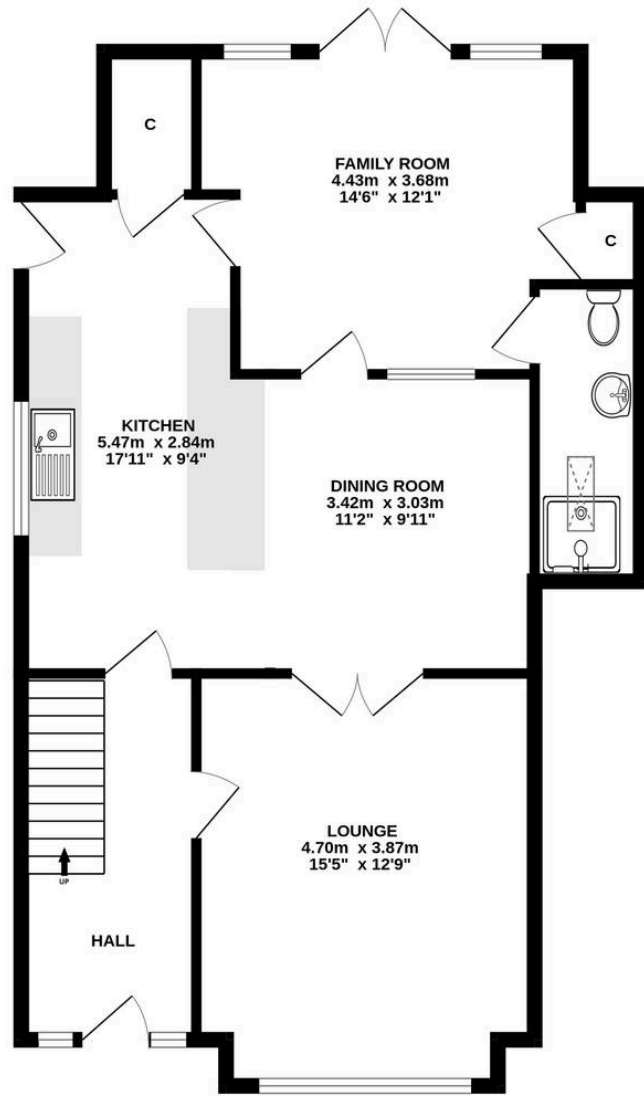 C
FAMILY ROOM
4.43m x 3.68m
14'6" x 12'1"
C
KITCHEN
5.47m x 2.84m
17'11" x 9'4"
DINING ROOM
3.42m x 3.03m
11'2" x 9'11"
LOUNGE
4.70m x 3.87m
15'5" x 12'9"
UP
HALL